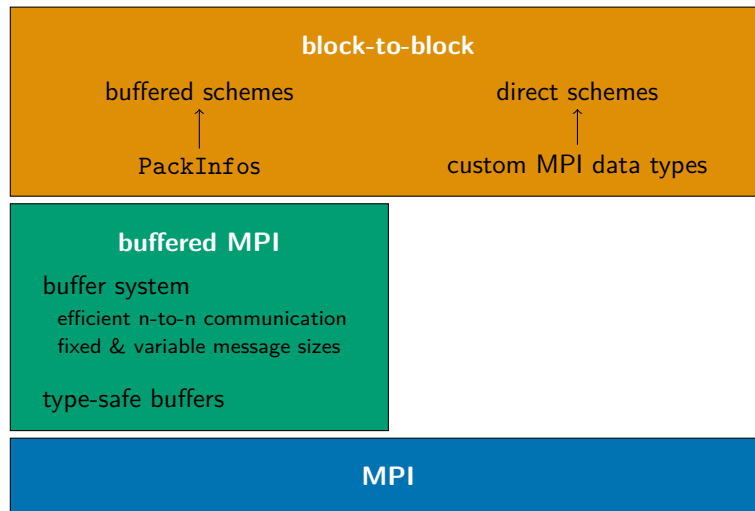 block-to-block
buffered schemes direct schemes
PackInfos custom MPI data types
buffered MPI
buffer system
efficient n-to-n communication
fixed & variable message sizes
type-safe buffers
MPI